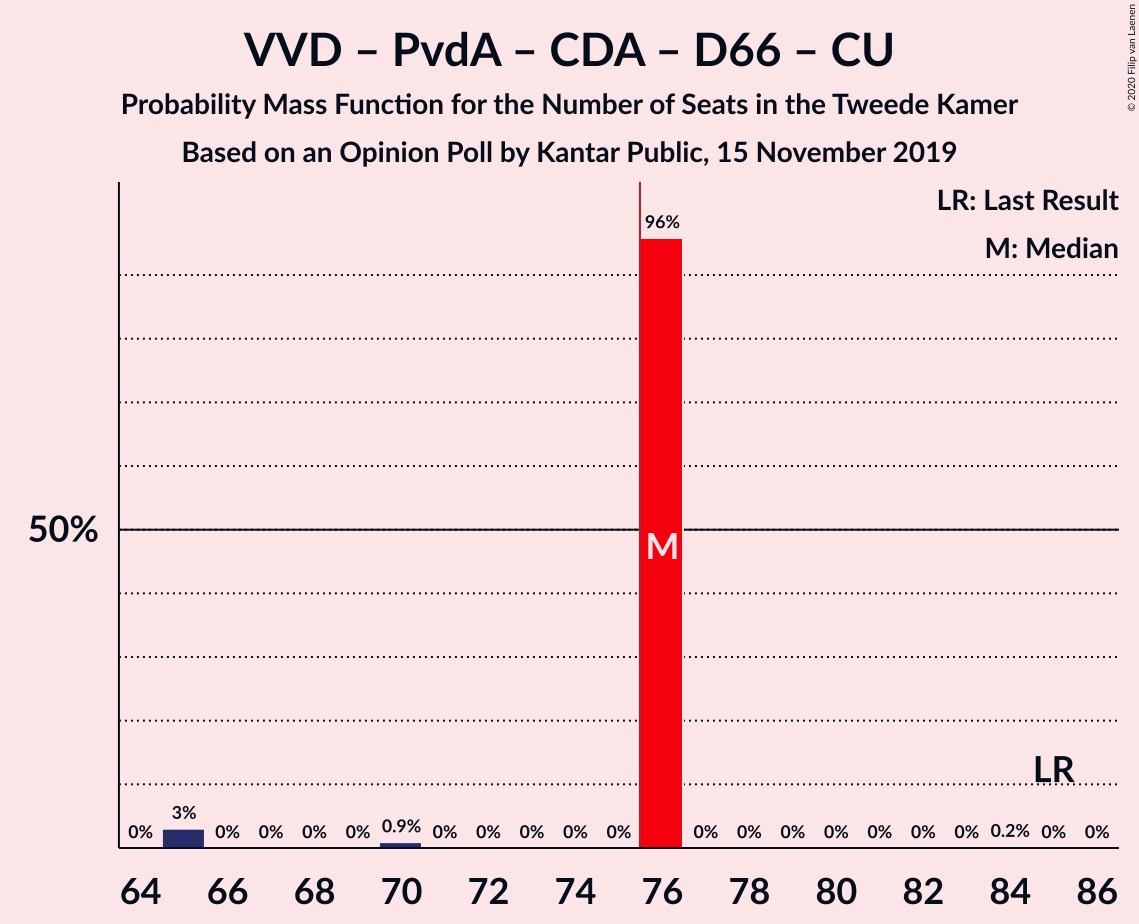 VVD – PvdA – CDA – D66 – CU
Probability Mass Function for the Number of Seats in the Tweede Kamer
Based on an Opinion Poll by Kantar Public, 15 November 2019
© 2020 Filip van Laenen
LR: Last Result
M: Median
96%
50%
M
LR
0% 3% 0% 0% 0% 0% 0.9% 0% 0% 0% 0% 0% 0% 0% 0% 0% 0% 0% 0% 0.2% 0% 0%
64 66 68 70 72 74 76 78 80 82 84 86